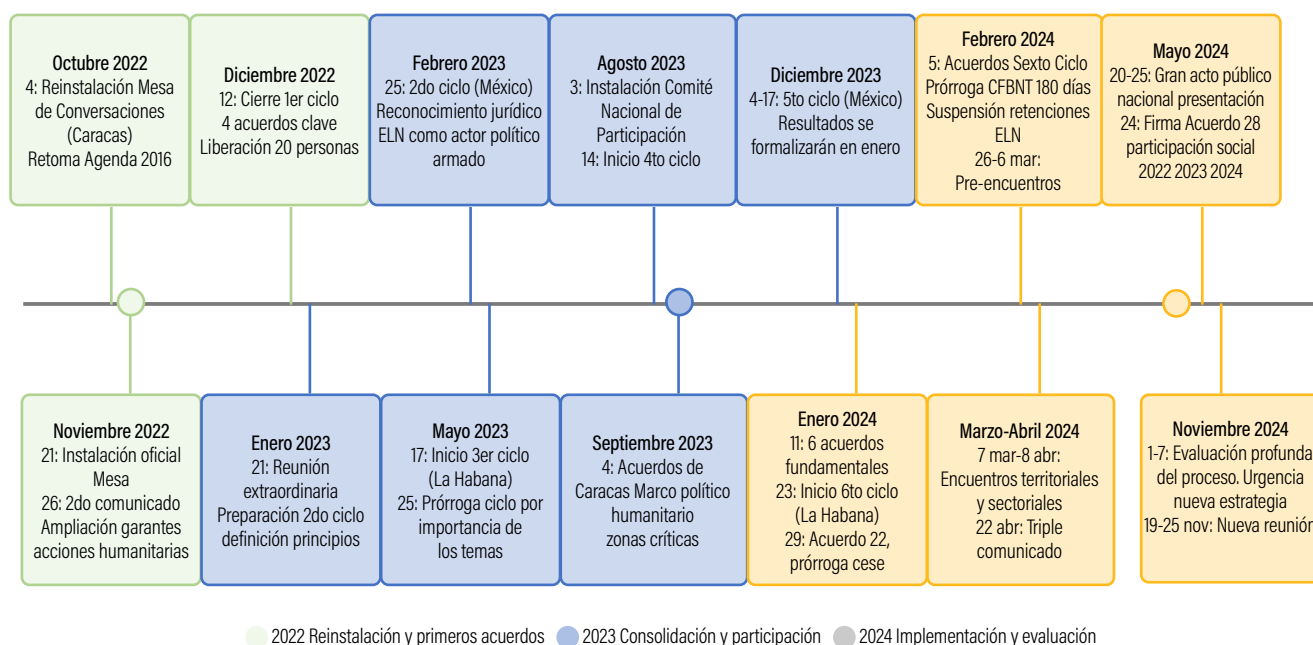 Octubre 2022
4: Reinstalación Mesa
de Conversaciones
(Caracas)
Retoma Agenda 2016
Diciembre 2022
12: Cierre 1er ciclo
4 acuerdos clave
Liberación 20 personas
Febrero 2023
25: 2do ciclo (México)
Reconocimiento jurídico
ELN como actor político
armado
Agosto 2023
3: Instalación Comité
Nacional de
Participación
14: Inicio 4to ciclo
Diciembre 2023
4-17: 5to ciclo (México)
Resultados se
formalizarán en enero
Febrero 2024
5: Acuerdos Sexto Ciclo
Prórroga CFBNT 180 días
Suspensión retenciones
ELN
26-6 mar:
Pre-encuentros
Mayo 2024
20-25: Gran acto público
nacional presentación
24: Firma Acuerdo 28
participación social
2022 2023 2024
Noviembre 2022
21: Instalación oficial
Mesa
26: 2do comunicado
Ampliación garantes
acciones humanitarias
Enero 2023
21: Reunión
extraordinaria
Preparación 2do ciclo
definición principios
Mayo 2023
17: Inicio 3er ciclo
(La Habana)
25: Prórroga ciclo por
importancia de
los temas
Septiembre 2023
4: Acuerdos de
Caracas Marco político
humanitario
zonas críticas
Enero 2024
11: 6 acuerdos
fundamentales
23: Inicio 6to ciclo
(La Habana)
29: Acuerdo 22,
prórroga cese
Marzo-Abril 2024
7 mar-8 abr:
Encuentros territoriales
y sectoriales
22 abr: Triple
comunicado
Noviembre 2024
1-7: Evaluación profunda
del proceso. Urgencia
nueva estrategia
19-25 nov: Nueva reunión
2022 Reinstalación y primeros acuerdos
2023 Consolidación y participación
2024 Implementación y evaluación